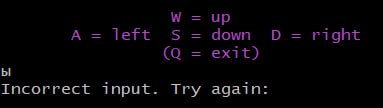 W = up
A = left S = down D = right
(Q = exit)
ы
Incorrect input. Try again: